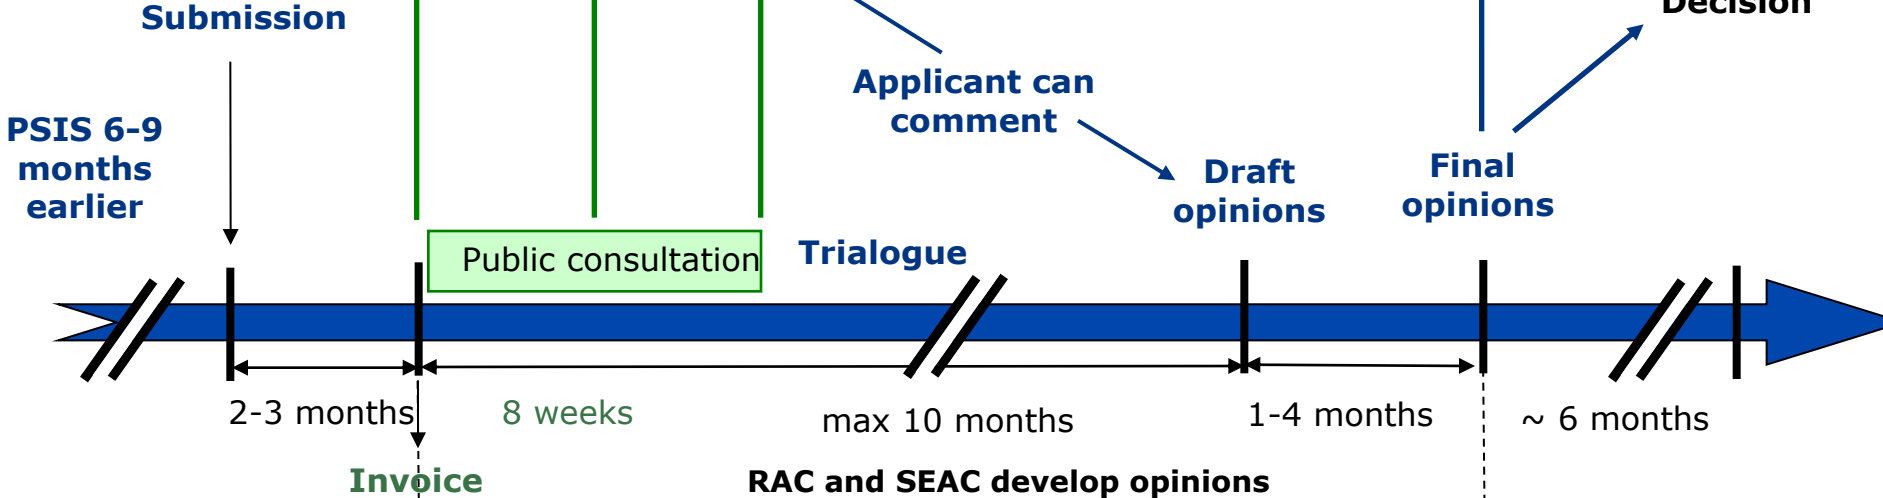 Submission
Decision
PSIS 6-9
months
earlier
Applicant can
comment
Draft
opinions
Final
opinions
Public consultation
Trialogue
2-3 months
8 weeks
max 10 months
1-4 months
~ 6 months
Invoice
RAC and SEAC develop opinions